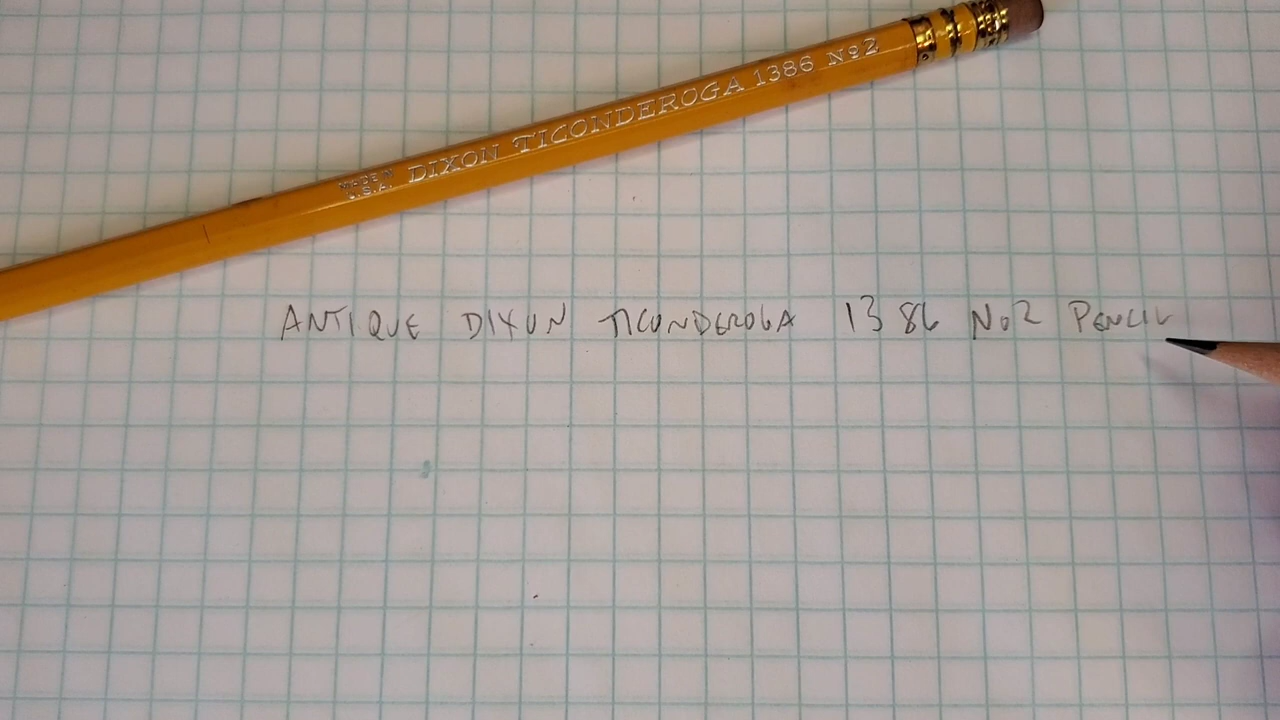 MADE IN
U.S.A.
DIXON TICONDEROGA 1386 No2
ANTIQUE DIXON TICONDEROGA 1386 No2 PENCIL